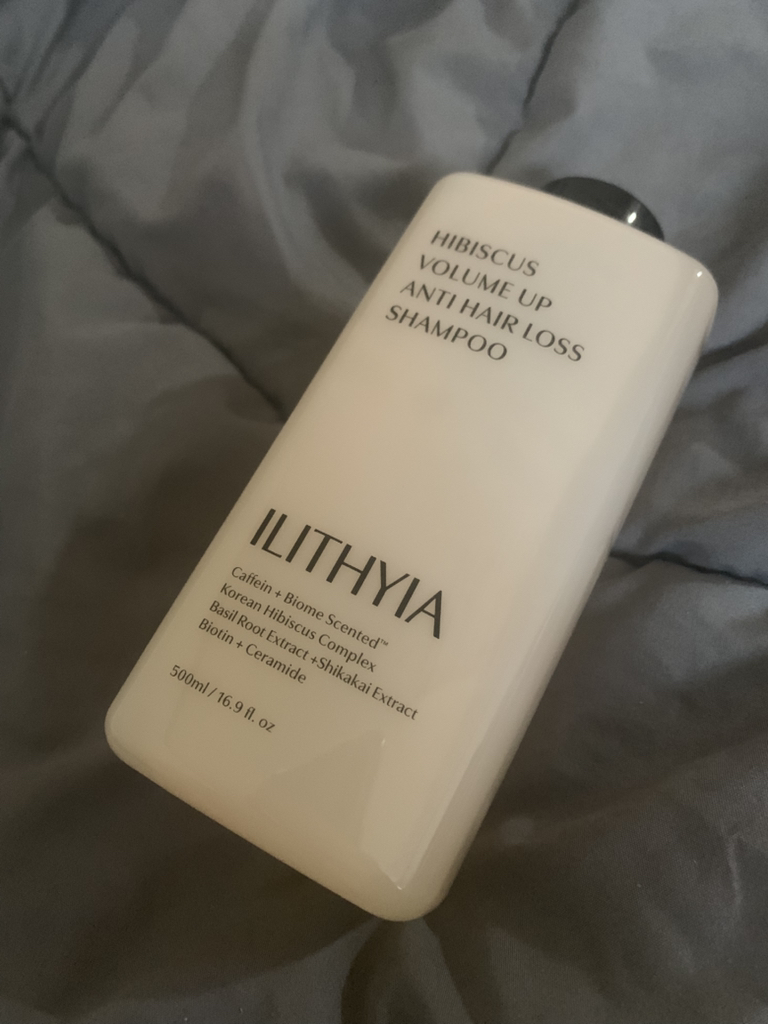 HIBISCUS
VOLUME UP
ANTI HAIR LOSS
SHAMPOO
ILITHYIA
Caffein + Biome Scented™
Korean Hibiscus Complex
Basil Root Extract +Shikakai Extract
Biotin + Ceramide
500ml / 16.9 fl. oz